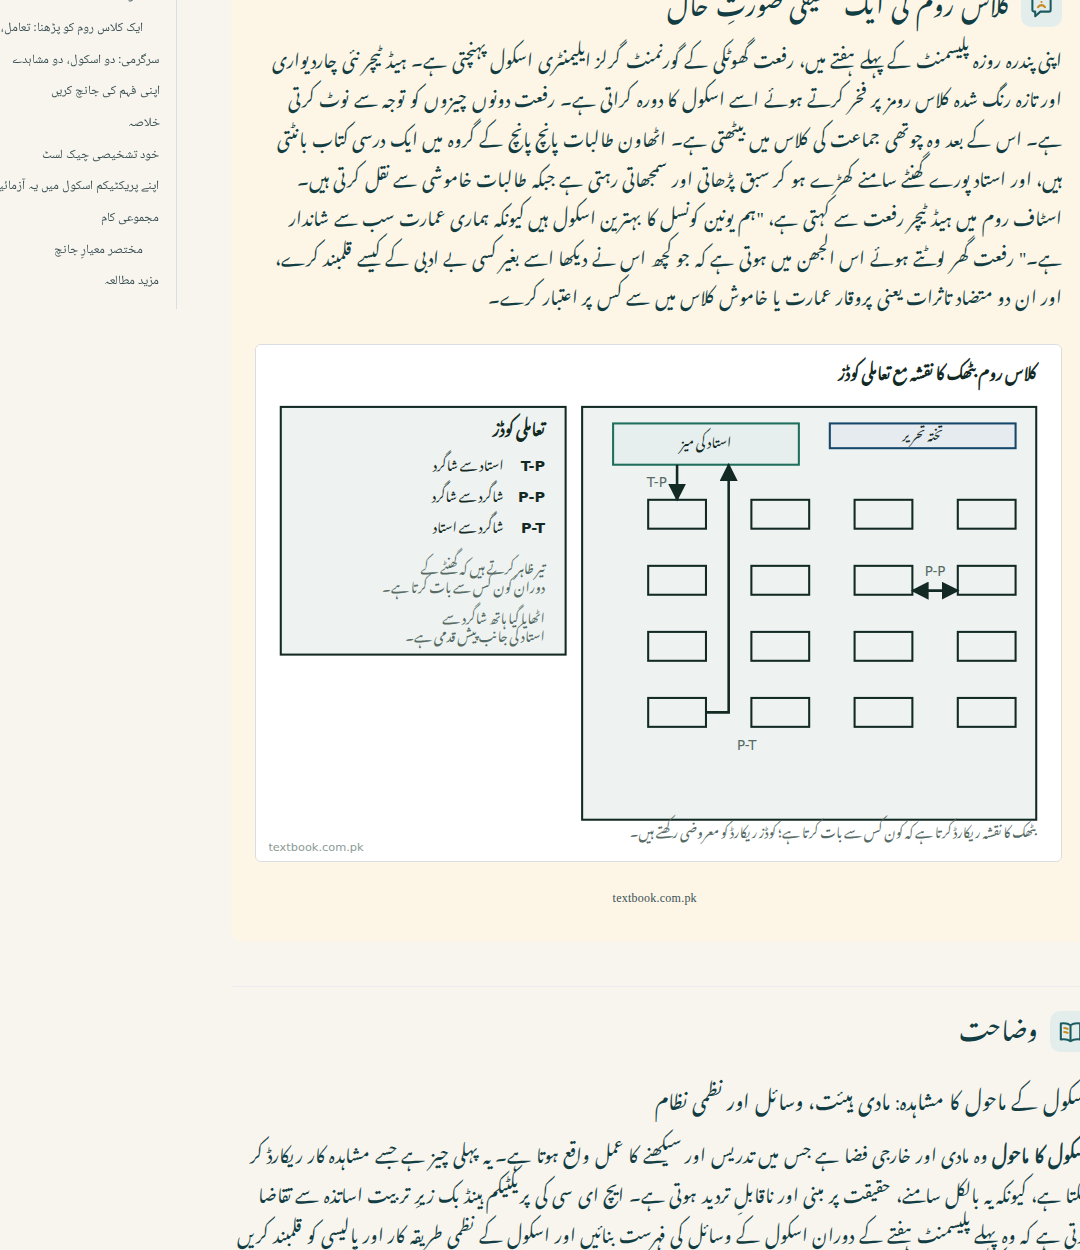 کلاس روم کی ایک حقیقی صورتِ حال
اپنی پندرہ روزہ پلیسمنٹ کے پہلے ہفتے میں، رفعت گھوٹکی کے گورنمنٹ گرلز ایلیمنٹری اسکول پہنچتی ہے۔ ہیڈ ٹیچر نئی چاردیواری
اور تازہ رنگ شدہ کلاس رومز پر فخر کرتے ہوئے اسے اسکول کا دورہ کراتی ہے۔ رفعت دونوں چیزوں کو توجہ سے نوٹ کرتی
ہے۔ اس کے بعد وہ چوتھی جماعت کی کلاس میں بیٹھتی ہے۔ اٹھاون طالبات پانچ پانچ کے گروہ میں ایک درسی کتاب بانٹتی
ہیں، اور استاد پورے گھنٹے سامنے کھڑے ہو کر سبق پڑھاتی اور سمجھاتی رہتی ہے جبکہ طالبات خاموشی سے نقل کرتی ہیں۔
اسٹاف روم میں ہیڈ ٹیچر رفعت سے کہتی ہے، "ہم یونین کونسل کا بہترین اسکول ہیں کیونکہ ہماری عمارت سب سے شاندار
ہے۔" رفعت گھر لوٹتے ہوئے اس الجھن میں ہوتی ہے کہ جو کچھ اس نے دیکھا اسے بغیر کسی بے ادبی کے کیسے قلمبند کرے،
اور ان دو متضاد تاثرات یعنی پروقار عمارت یا خاموش کلاس میں سے کس پر اعتبار کرے۔
کلاس روم بٹھک کا نقشہ مع تعاملی کوڈز
تختہ تحریر
استاد کی میز
T-P
P-P
P-T
تعاملی کوڈز
T-P استاد سے شاگرد
P-P شاگرد سے شاگرد
P-T شاگرد سے استاد
تیر ظاہر کرتے ہیں کہ گھنٹے کے
دوران کون کس سے بات کرتا ہے۔
اٹھایا گیا ہاتھ شاگرد سے
استاد کی جانب پیش قدمی ہے۔
بٹھک کا نقشہ ریکارڈ کرتا ہے کہ کون کس سے بات کرتا ہے؛ کوڈز ریکارڈ کو معروضی رکھتے ہیں۔
textbook.com.pk
textbook.com.pk
وضاحت
سکول کے ماحول کا مشاہدہ: مادی ہیئت، وسائل اور نظمی نظام
سکول کا ماحول وہ مادی اور خارجی فضا ہے جس میں تدریس اور سیکھنے کا عمل واقع ہوتا ہے۔ یہ پہلی چیز ہے جسے مشاہدہ کار ریکارڈ کر
سکتا ہے، کیونکہ یہ بالکل سامنے، حقیقت پر مبنی اور ناقابلِ تردید ہوتی ہے۔ ایچ ای سی کی پریکٹیکم ہینڈ بک زیرِ تربیت اساتذہ سے تقاضا
کرتی ہے کہ وہ پہلے پلیسمنٹ ہفتے کے دوران اسکول کے وسائل کی فہرست بنائیں اور اسکول کے نظمی طریقہ کار اور پالیسی کو قلمبند کریں
ایک کلاس روم کو پڑھنا: تعامل،
سرگرمی: دو اسکول، دو مشاہدے
اپنی فہم کی جانچ کریں
خلاصہ
خود تشخیصی چیک لسٹ
اپنے پریکٹیکم اسکول میں یہ آزمائیں
مجموعی کام
مختصر معیارِ جانچ
مزید مطالعہ